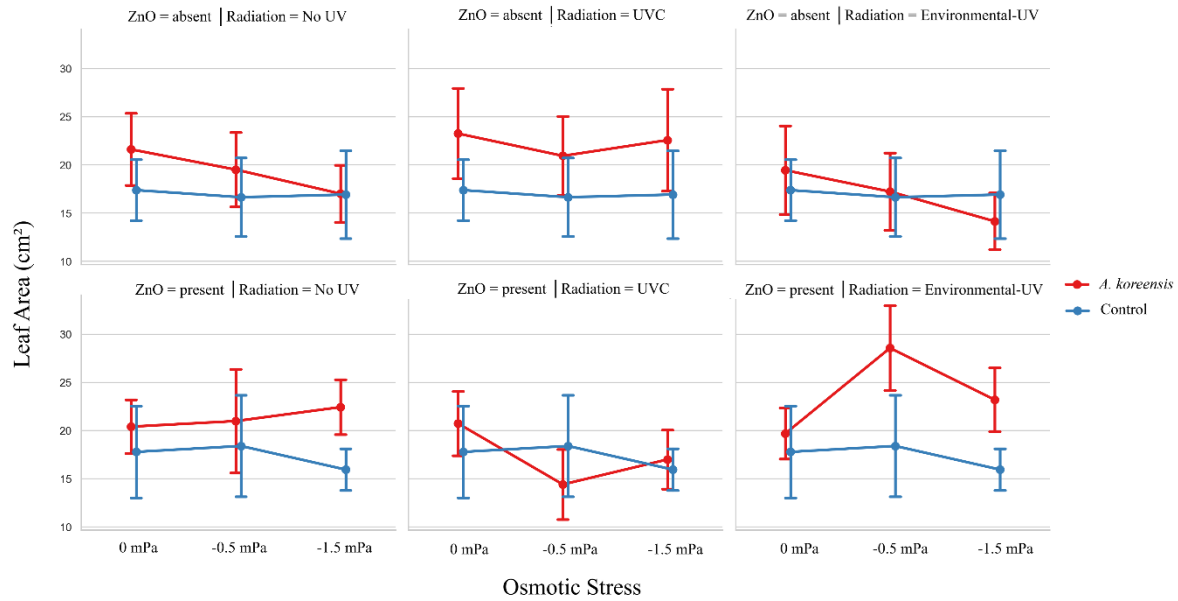 ZnO = absent | Radiation = No UV
ZnO = absent | Radiation = UVC
ZnO = absent | Radiation = Environmental-UV
30
25
20
15
10
ZnO = present | Radiation = No UV
ZnO = present | Radiation = UVC
ZnO = present | Radiation = Environmental-UV
30
25
20
15
10
Leaf Area (cm²)
A. koreensis
Control
0 mPa -0.5 mPa -1.5 mPa
0 mPa -0.5 mPa -1.5 mPa
0 mPa -0.5 mPa -1.5 mPa
Osmotic Stress